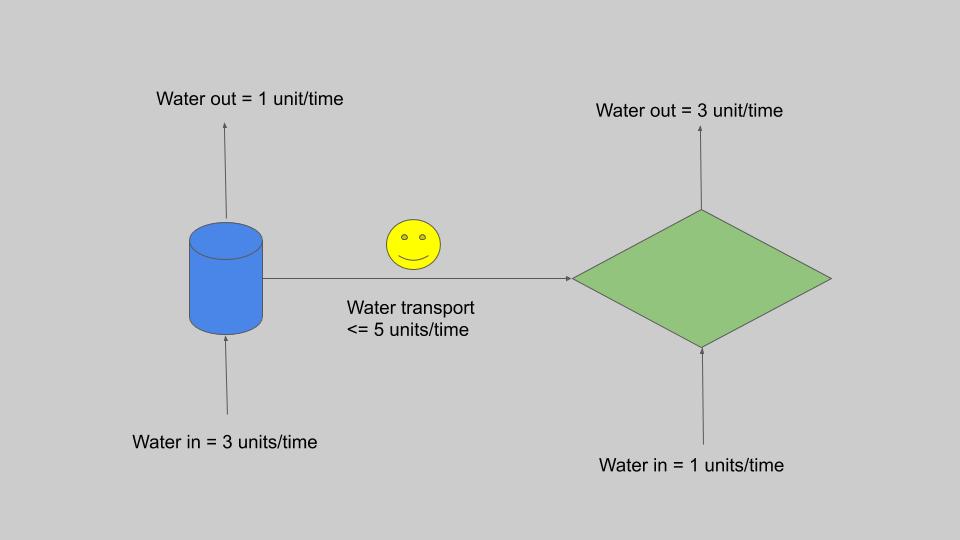 Water out = 1 unit/time
Water out = 3 unit/time
Water transport
<= 5 units/time
Water in = 3 units/time
Water in = 1 units/time